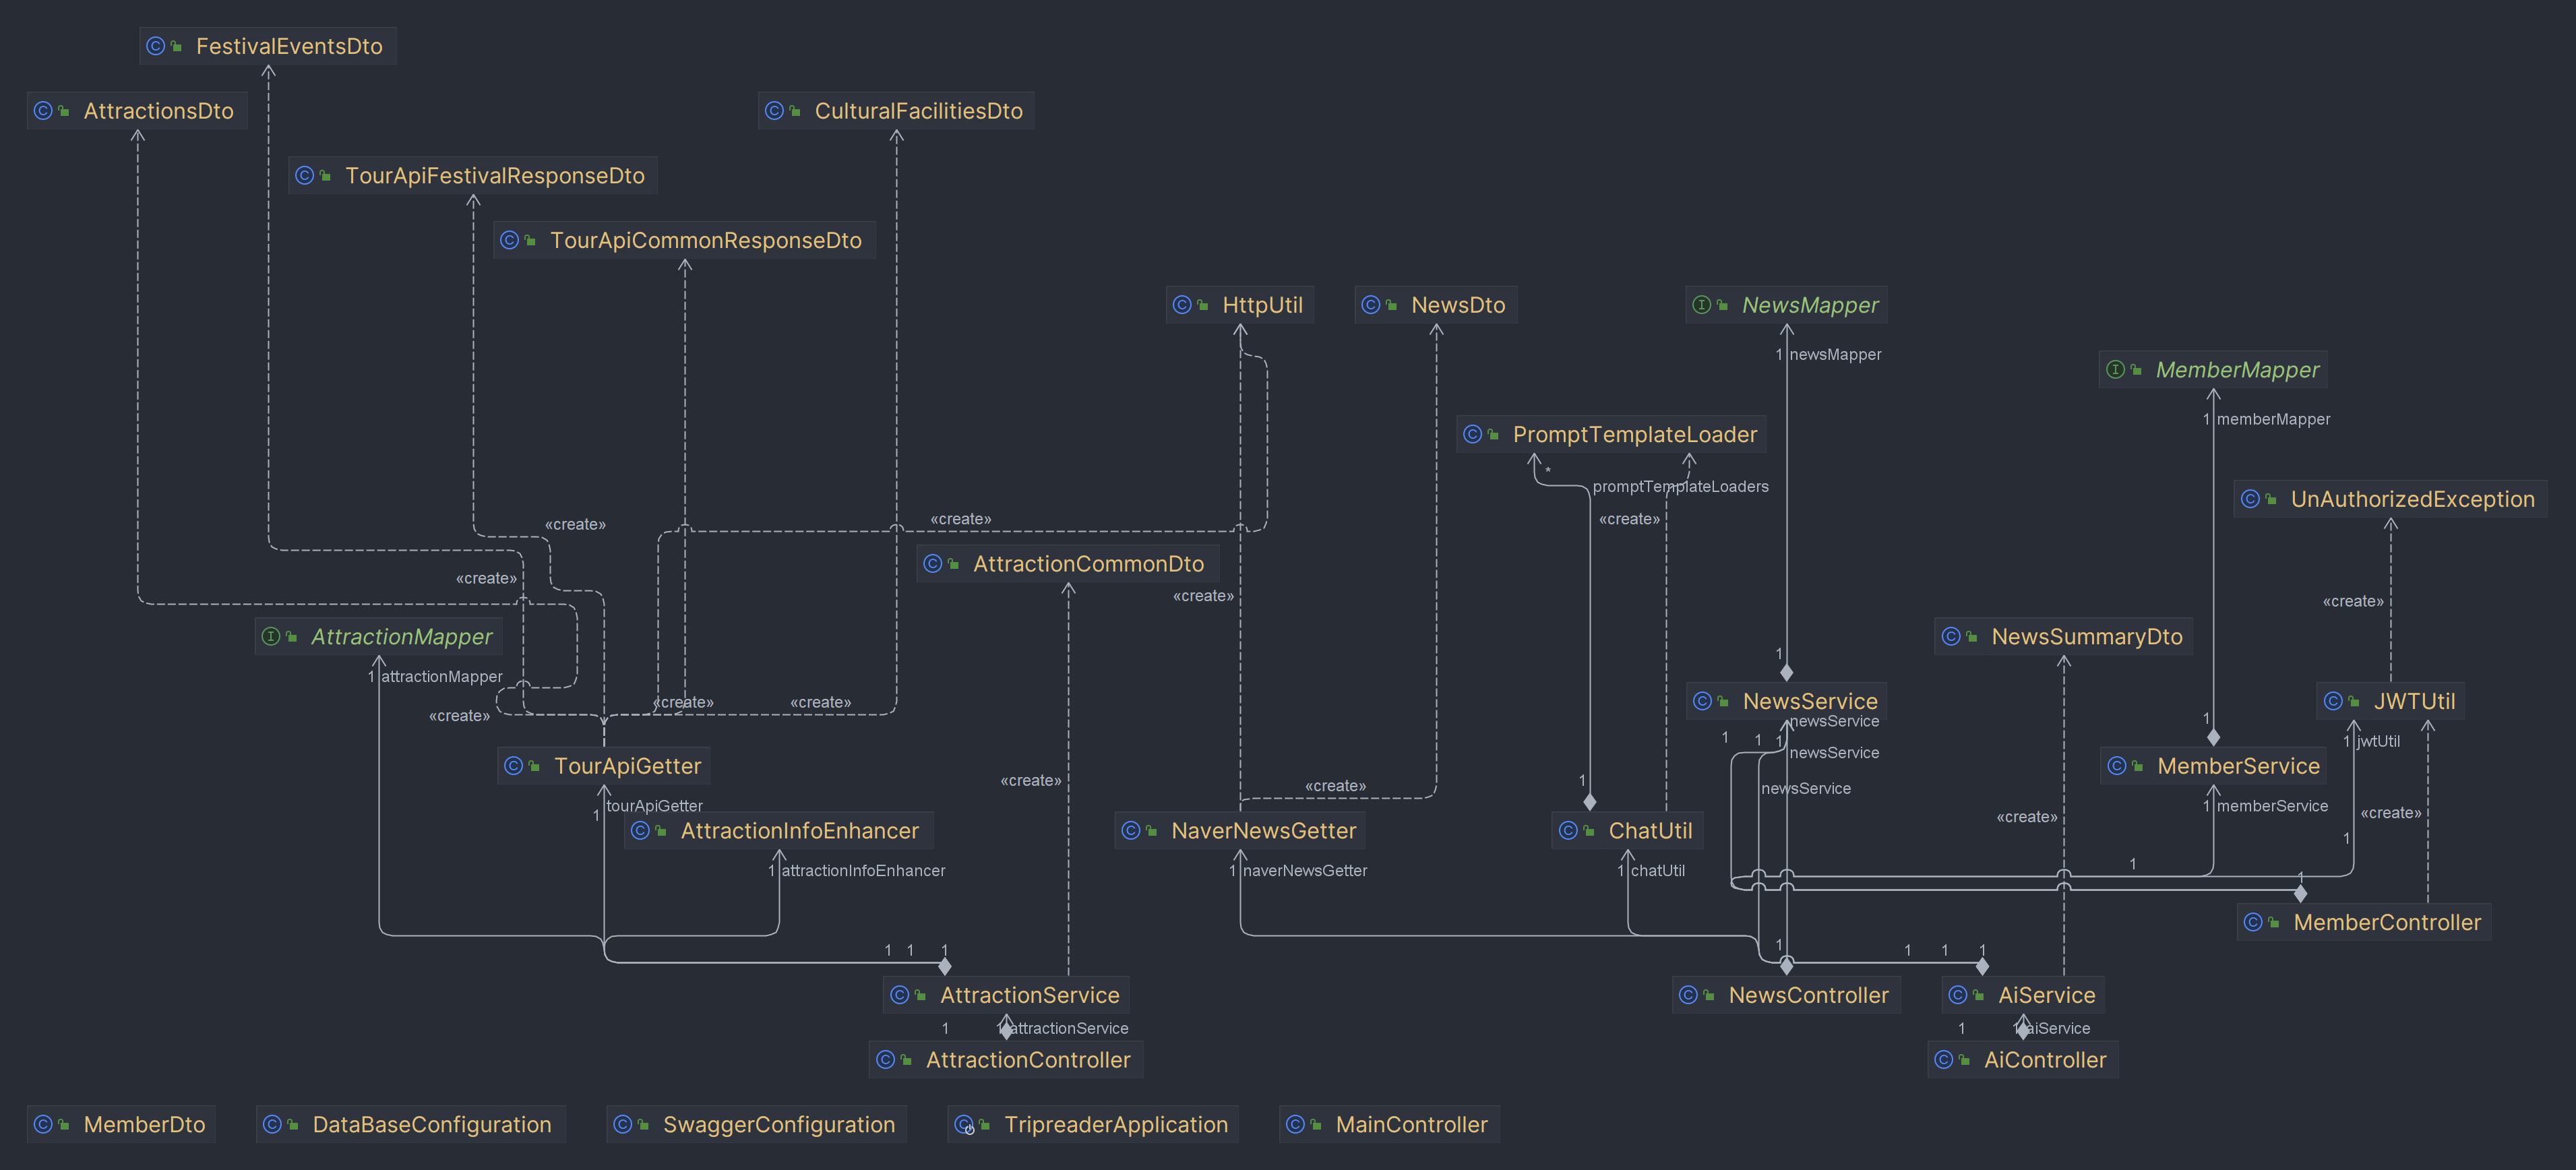 FestivalEventsDto
AttractionsDto
CulturalFacilitiesDto
TourApiFestivalResponseDto
TourApiCommonResponseDto
HttpUtil
NewsDto
NewsMapper
1 newsMapper
MemberMapper
1 memberMapper
PromptTemplateLoader
*
promptTemplateLoaders
UnAuthorizedException
«create»
«create»
«create»
AttractionCommonDto
«create»
«create»
«create»
AttractionMapper
1 attractionMapper
NewsSummaryDto
1
«create»
«create»
«create»
NewsService
newsService
1
JWTUtil
1 1 1
newsService
1 jwtUtil
TourApiGetter
MemberService
«create»
1
newsService
«create»
1 tourApiGetter
1 memberService
«create»
«create»
AttractionInfoEnhancer
NaverNewsGetter
ChatUtil
1
1 attractionInfoEnhancer
1 naverNewsGetter
1 chatUtil
1
1
MemberController
1 1 1
1
1 1 1
AttractionService
NewsController
AiService
1
1 attractionService
1
1 aiService
AttractionController
AiController
MemberDto
DataBaseConfiguration
SwaggerConfiguration
TripreaderApplication
MainController